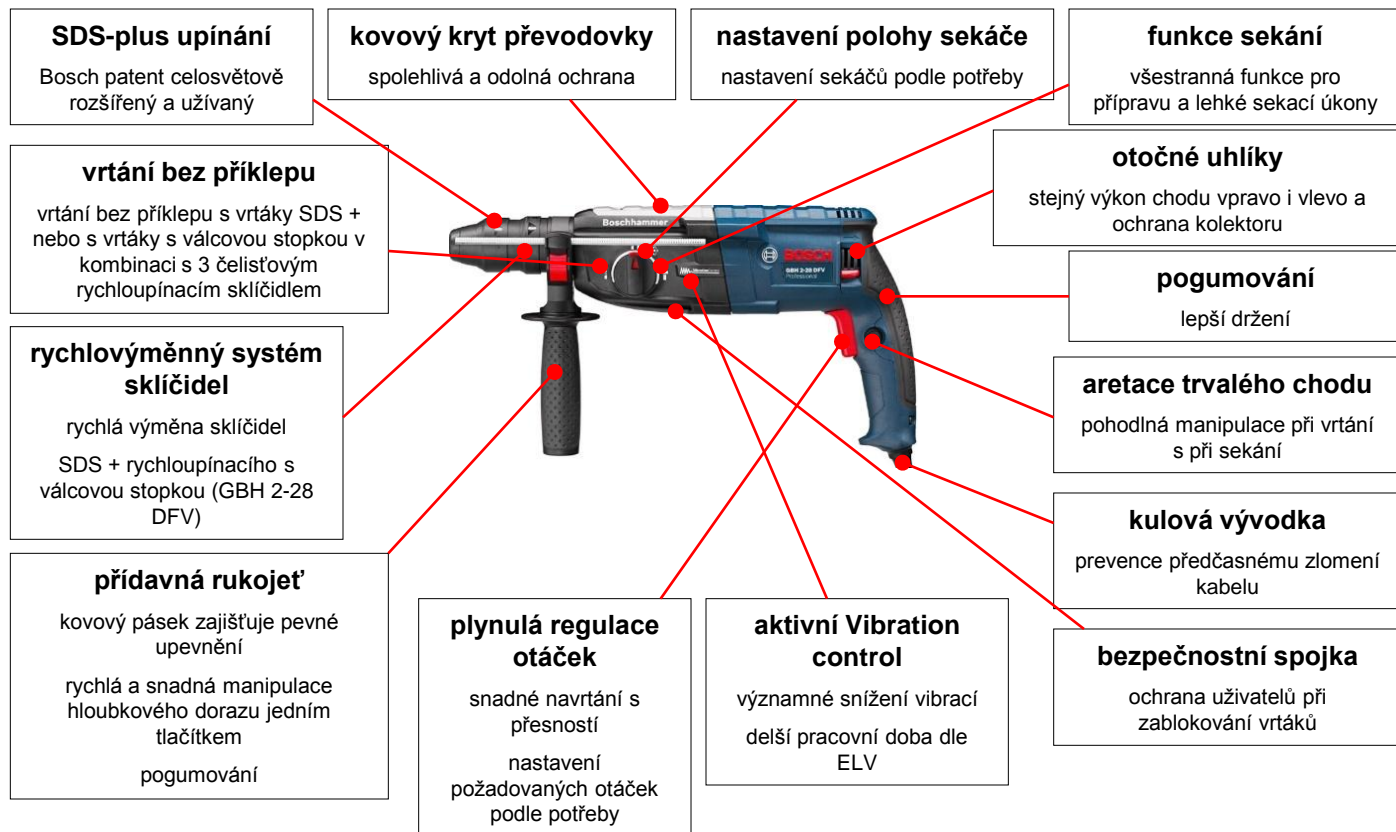 SDS-plus upínání
Bosch patent celosvětově
rozšířený a užívaný
kovový kryt převodovky
spolehlivá a odolná ochrana
nastavení polohy sekáče
nastavení sekáčů podle potřeby
funkce sekání
všestranná funkce pro
přípravu a lehké sekací úkony
vrtání bez příklepu
vrtání bez příklepu s vrtáky SDS +
nebo s vrtáky s válcovou stopkou v
kombinaci s 3 čelisťovým
rychloupínacím sklíčidlem
otočné uhlíky
stejný výkon chodu vpravo i vlevo a
ochrana kolektoru
Boschhammer
BOSCH
GBH 2-28 DFV
Professional
pogumování
lepší držení
rychlovýměnný systém
sklíčidel
rychlá výměna sklíčidel
SDS + rychloupínacího s
válcovou stopkou (GBH 2-28
DFV)
aretace trvalého chodu
pohodlná manipulace při vrtání
s při sekání
kulová vývodka
prevence předčasnému zlomení
kabelu
přídavná rukojeť
kovový pásek zajišťuje pevné
upevnění
rychlá a snadná manipulace
hloubkového dorazu jedním
tlačítkem
pogumování
plynulá regulace
otáček
snadné navrtání s
přesností
nastavení
požadovaných otáček
podle potřeby
aktivní Vibration
control
významné snížení vibrací
delší pracovní doba dle
ELV
bezpečnostní spojka
ochrana uživatelů při
zablokování vrtáků